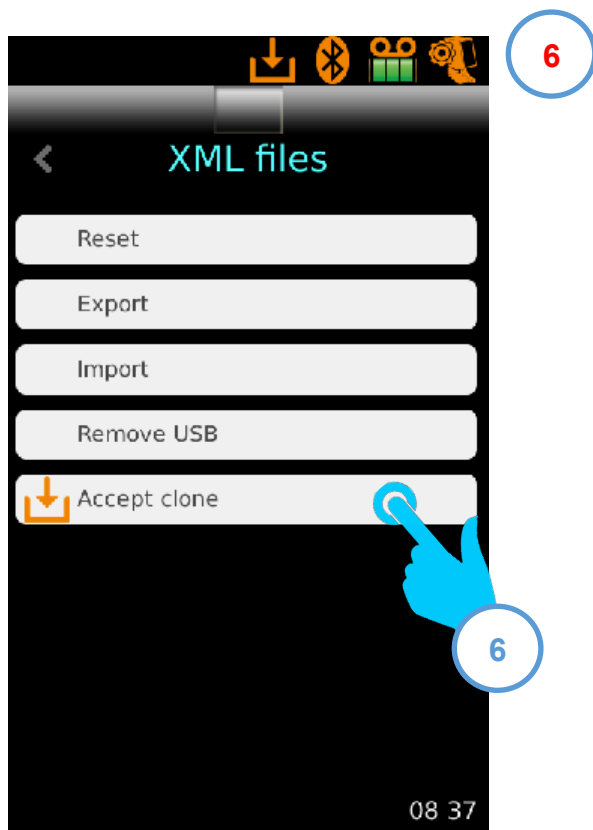 6
XML files
Reset
Export
Import
Remove USB
Accept clone
6
08 37